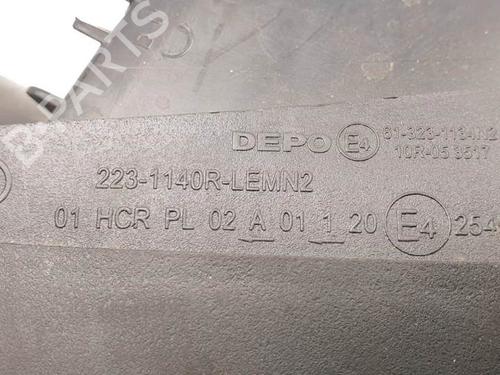 B-PARTS
DEPO E4 61-323-1134N2
10R-05 3517
223-1140R-LEMN2
01 HCR PL 02 A 01 1 20 E4 254